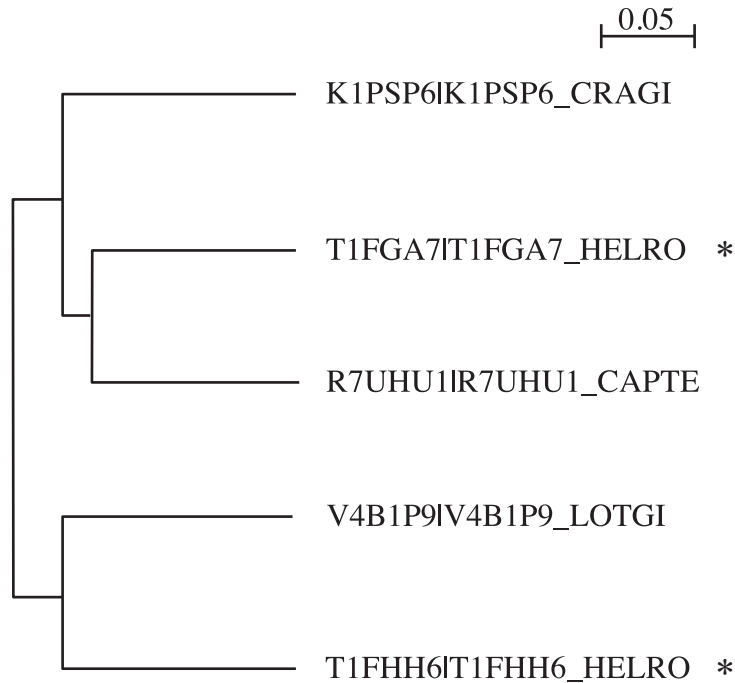 0.05
K1PSP6|K1PSP6_CRAGI
T1FGA7|T1FGA7_HELRO *
R7UHU1|R7UHU1_CAPTE
V4B1P9|V4B1P9_LOTGI
T1FHH6|T1FHH6_HELRO *